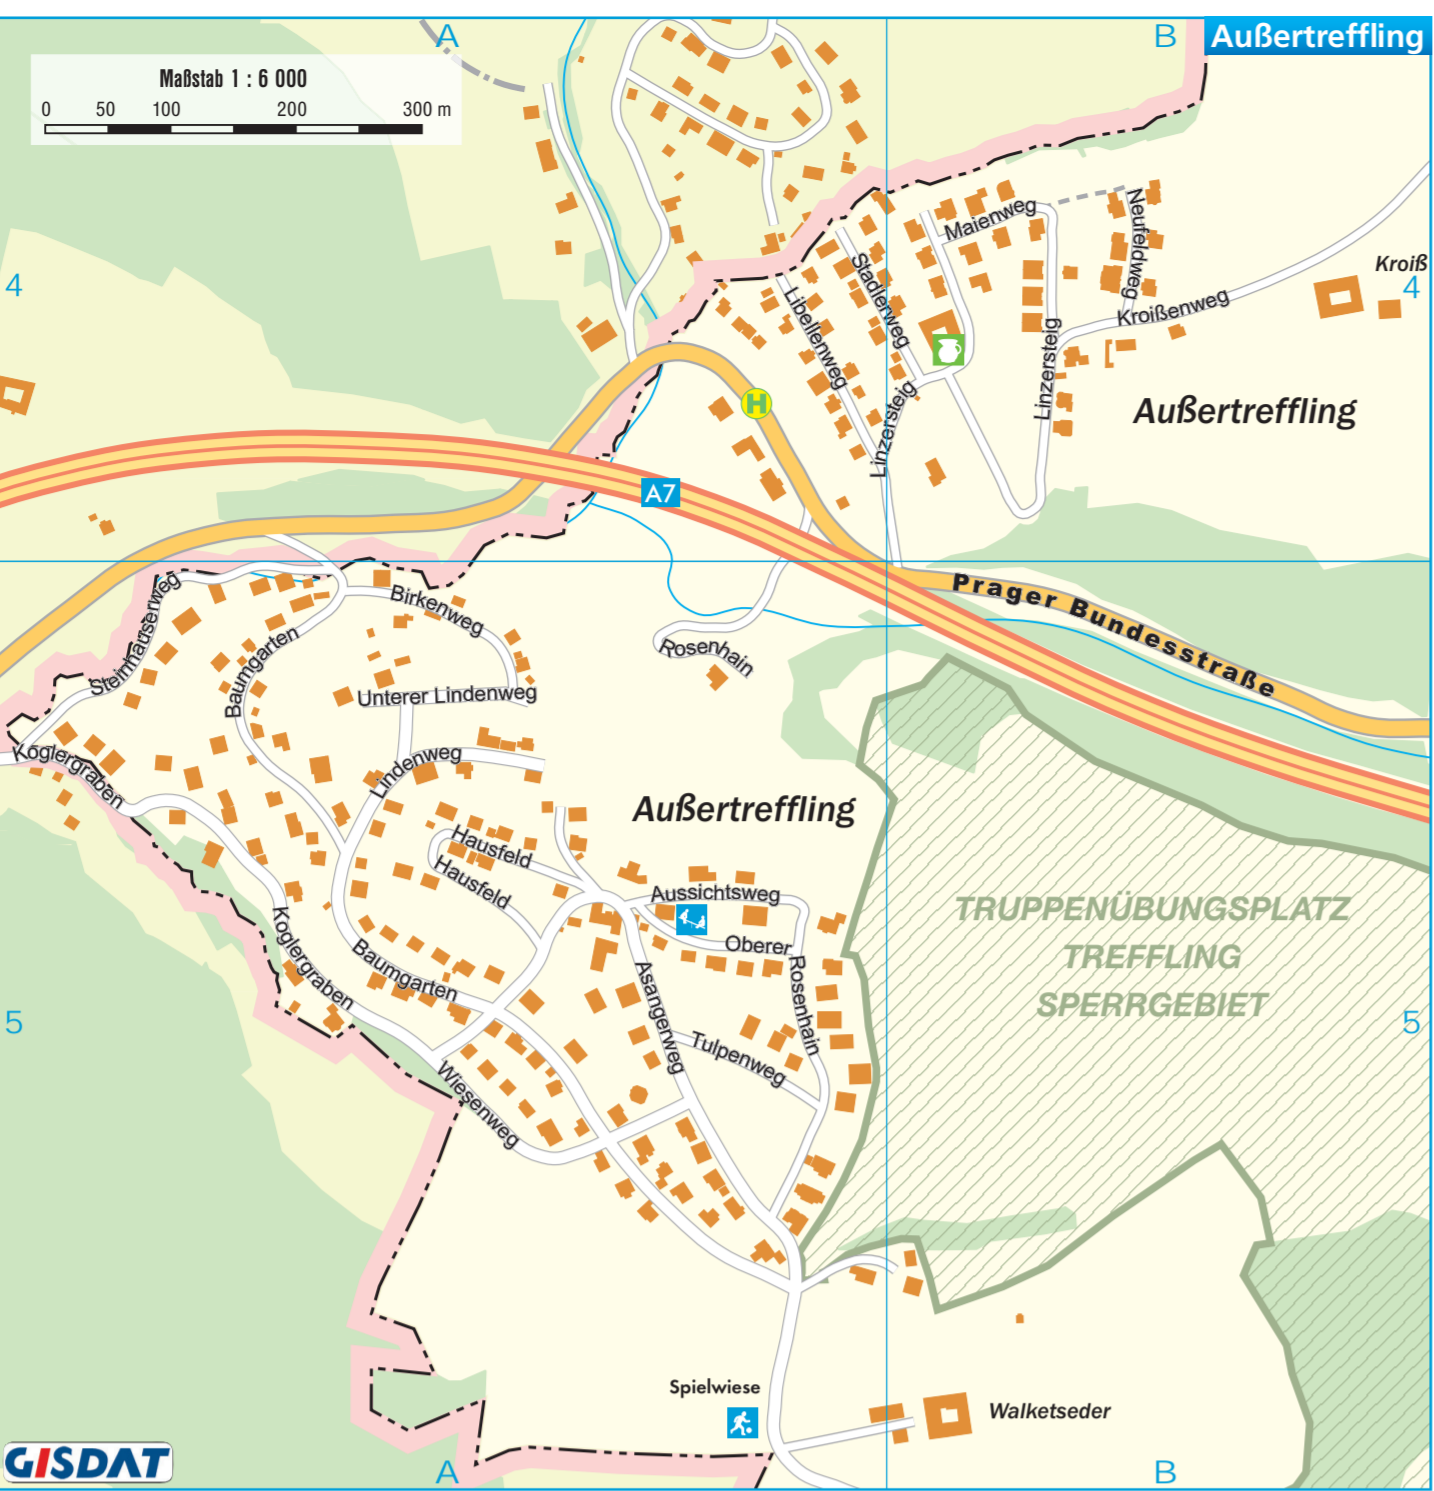 A
B
Außertreffling
Maßstab 1 : 6 000
0 50 100 200 300 m
Maienweg
Neufeldweg
Stadlerweg
Libellenweg
Kroiß
4
4
Kroißenweg
Linzersteig
Linzersteig
H
Außertreffling
A7
Prager Bundesstraße
Steinhauserweg
Birkenweg
Baumgarten
Rosenhain
Unterer Lindenweg
Koglergraben
Lindenweg
Außertreffling
Hausfeld
Hausfeld
Aussichtsweg
Oberer
Rosenhain
TRUPPENÜBUNGSPLATZ
TREFFLING
SPERRGEBIET
Koglergraben
Baumgarten
Asangerweg
5
5
Tulpenweg
Wiesenweg
Spielwiese
Walketseder
GISDAT
A
B